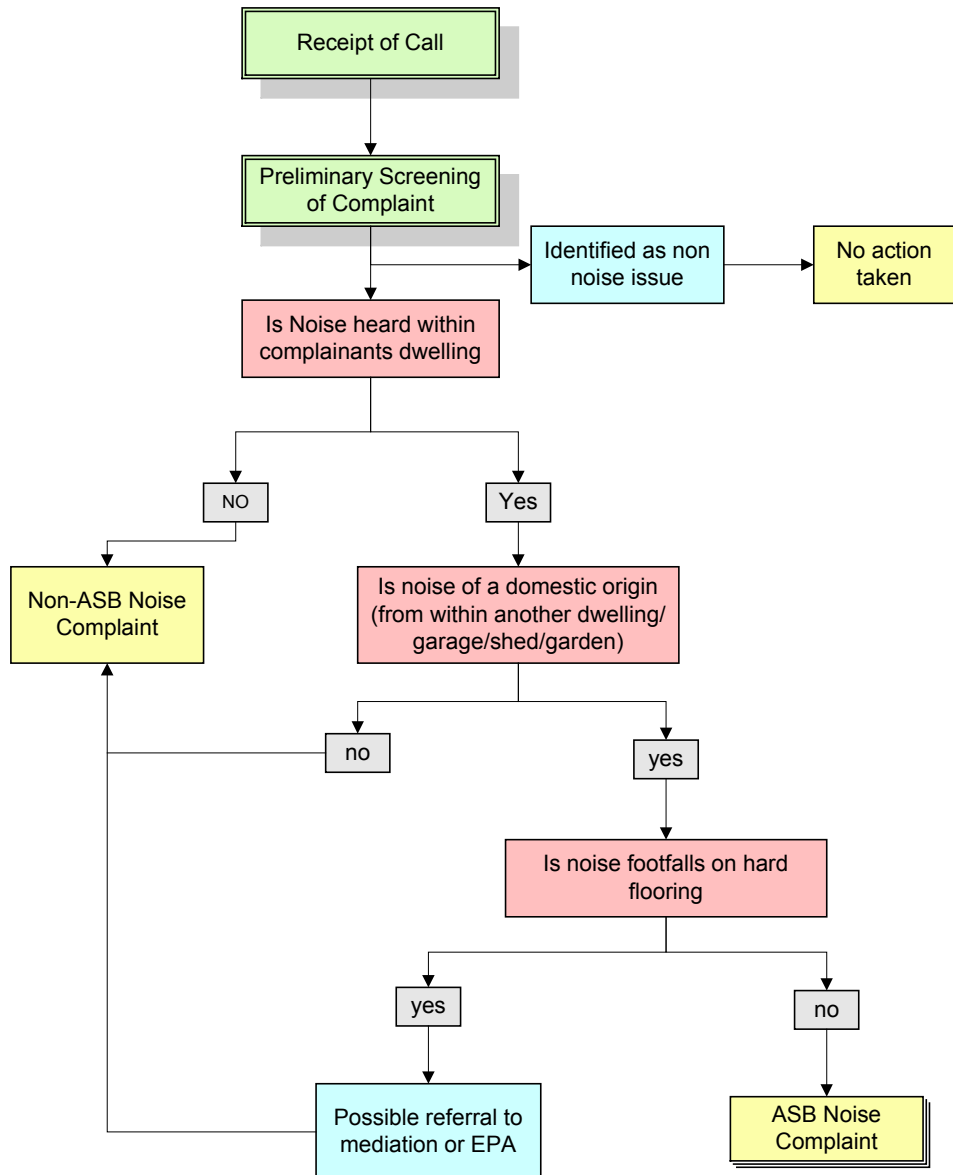 Receipt of Call
Preliminary Screening
of Complaint
Identified as non
noise issue
No action
taken
Is Noise heard within
complainants dwelling
NO
Yes
Non-ASB Noise
Complaint
Is noise of a domestic origin
(from within another dwelling/
garage/shed/garden)
no
yes
Is noise footfalls on hard
flooring
yes
no
Possible referral to
mediation or EPA
ASB Noise
Complaint